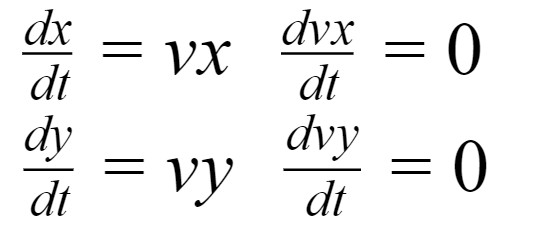 dx/dt = vx dvx/dt = 0
dy/dt = vy dvy/dt = 0